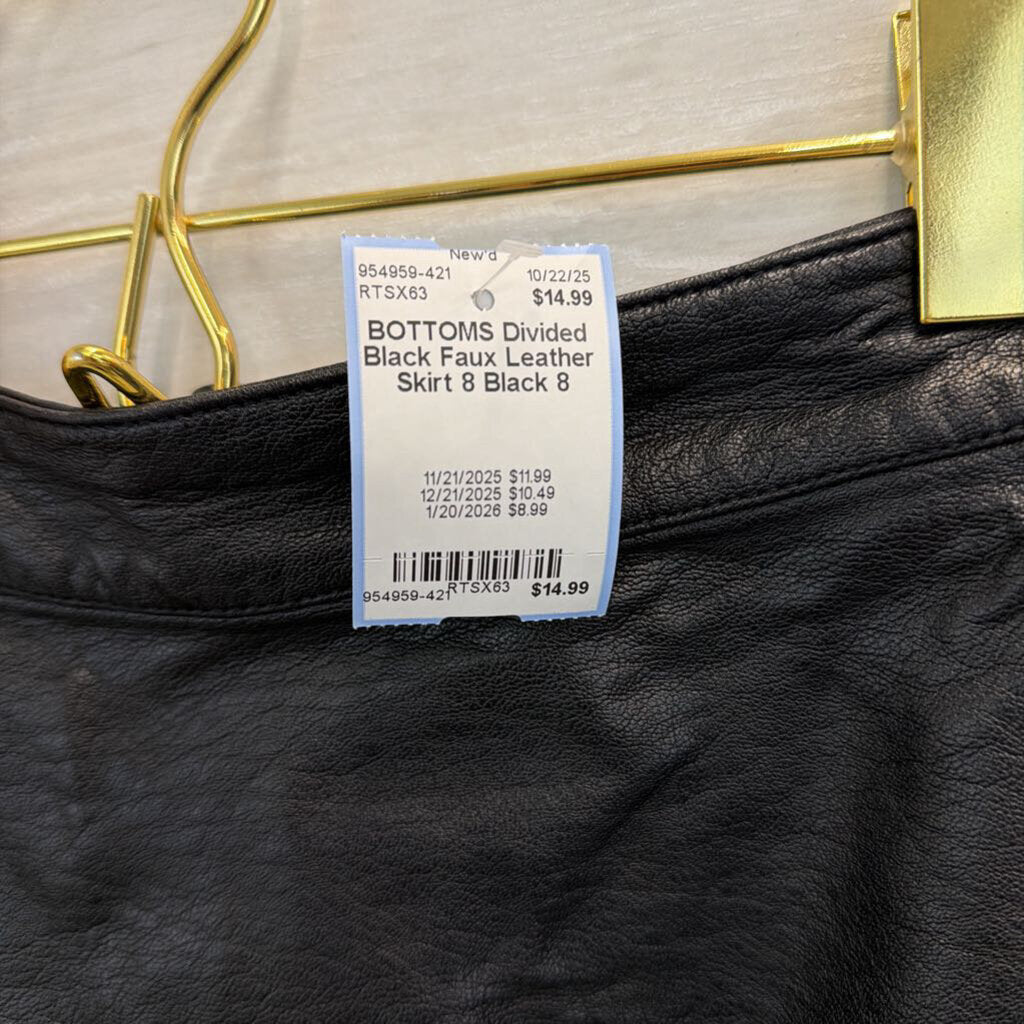 New'd
954959-421 10/22/25
RTSX63 $14.99
BOTTOMS Divided
Black Faux Leather
Skirt 8 Black 8
11/21/2025 $11.99
12/21/2025 $10.49
1/20/2026 $8.99
954959-421 RTSX63 $14.99